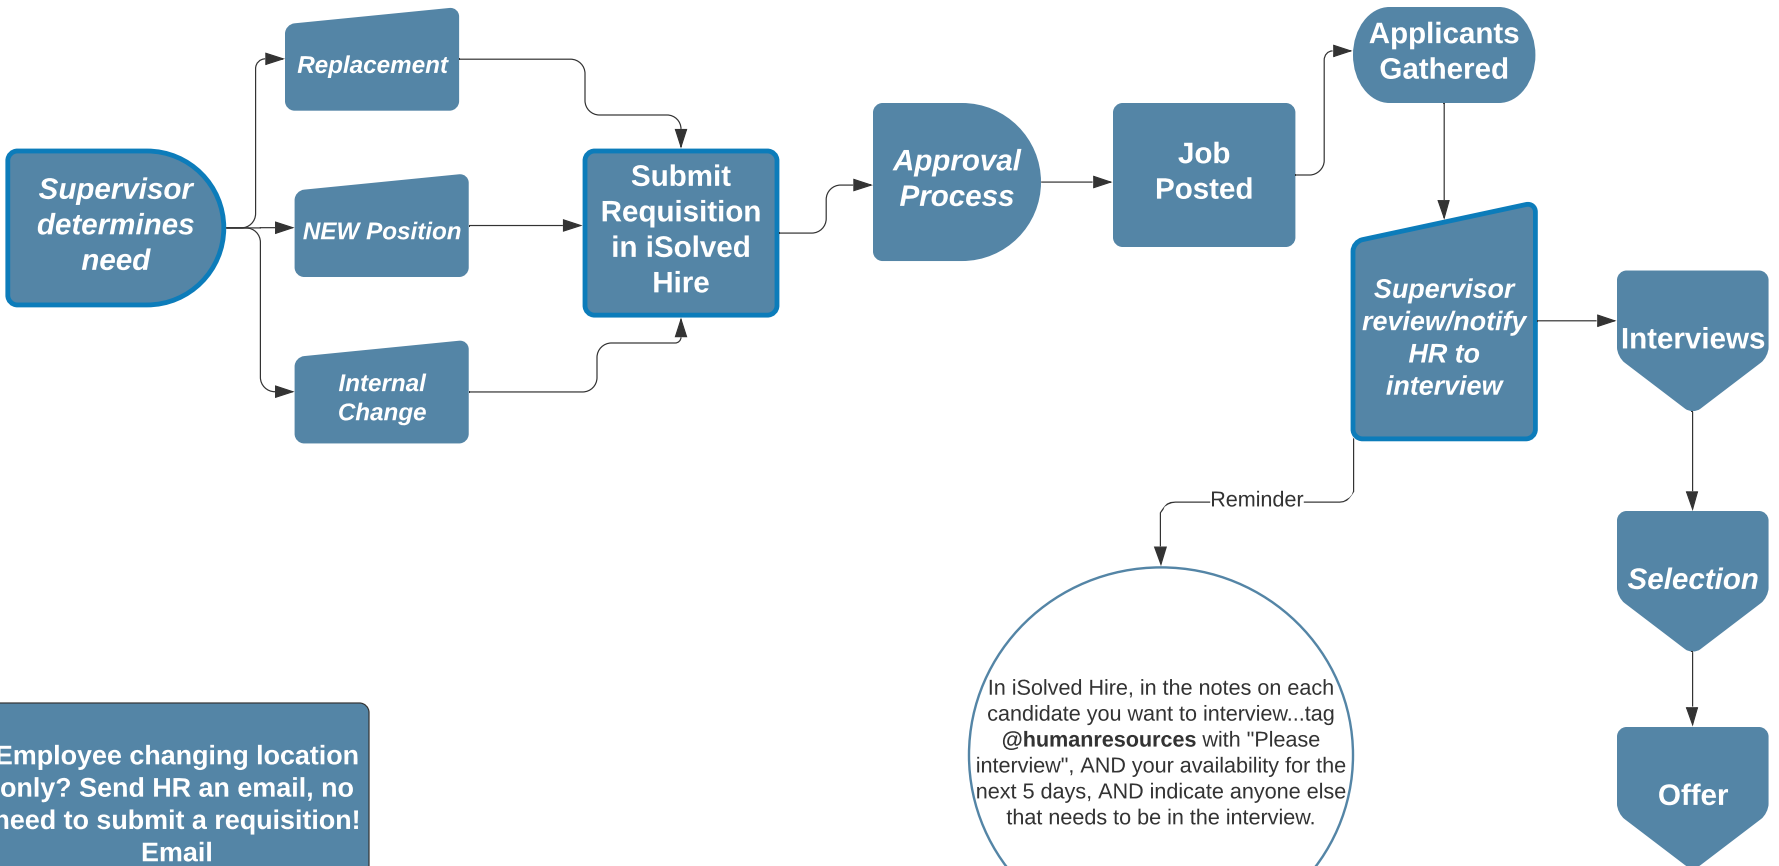 Replacement
Supervisor
determines
need
NEW Position
Internal
Change
Submit
Requisition
in iSolved
Hire
Approval
Process
Job
Posted
Applicants
Gathered
Supervisor
review/notify
HR to
interview
Interviews
Reminder
Selection
In iSolved Hire, in the notes on each
candidate you want to interview...tag
@humanresources with "Please
interview", AND your availability for the
next 5 days, AND indicate anyone else
that needs to be in the interview.
Offer
Employee changing location
only? Send HR an email, no
need to submit a requisition!
Email